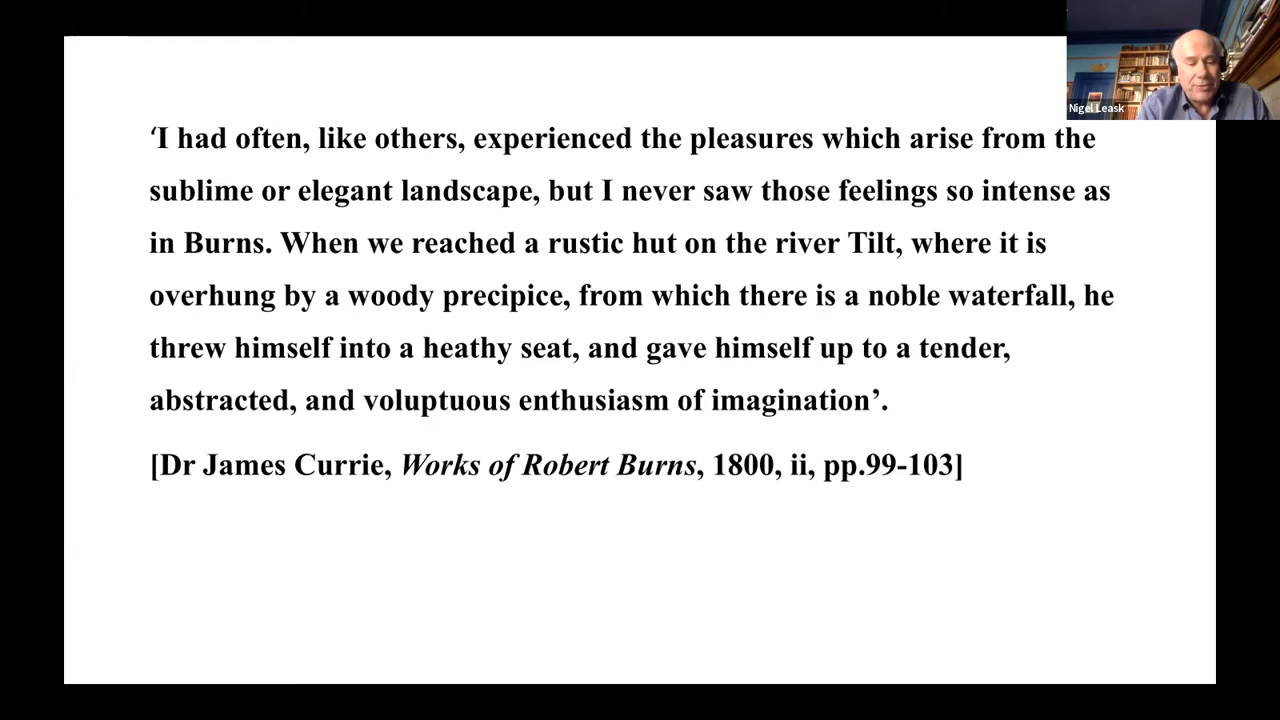 Nigel Leask
‘I had often, like others, experienced the pleasures which arise from the
sublime or elegant landscape, but I never saw those feelings so intense as
in Burns. When we reached a rustic hut on the river Tilt, where it is
overhung by a woody precipice, from which there is a noble waterfall, he
threw himself into a heathy seat, and gave himself up to a tender,
abstracted, and voluptuous enthusiasm of imagination’.
[Dr James Currie, Works of Robert Burns, 1800, ii, pp.99-103]